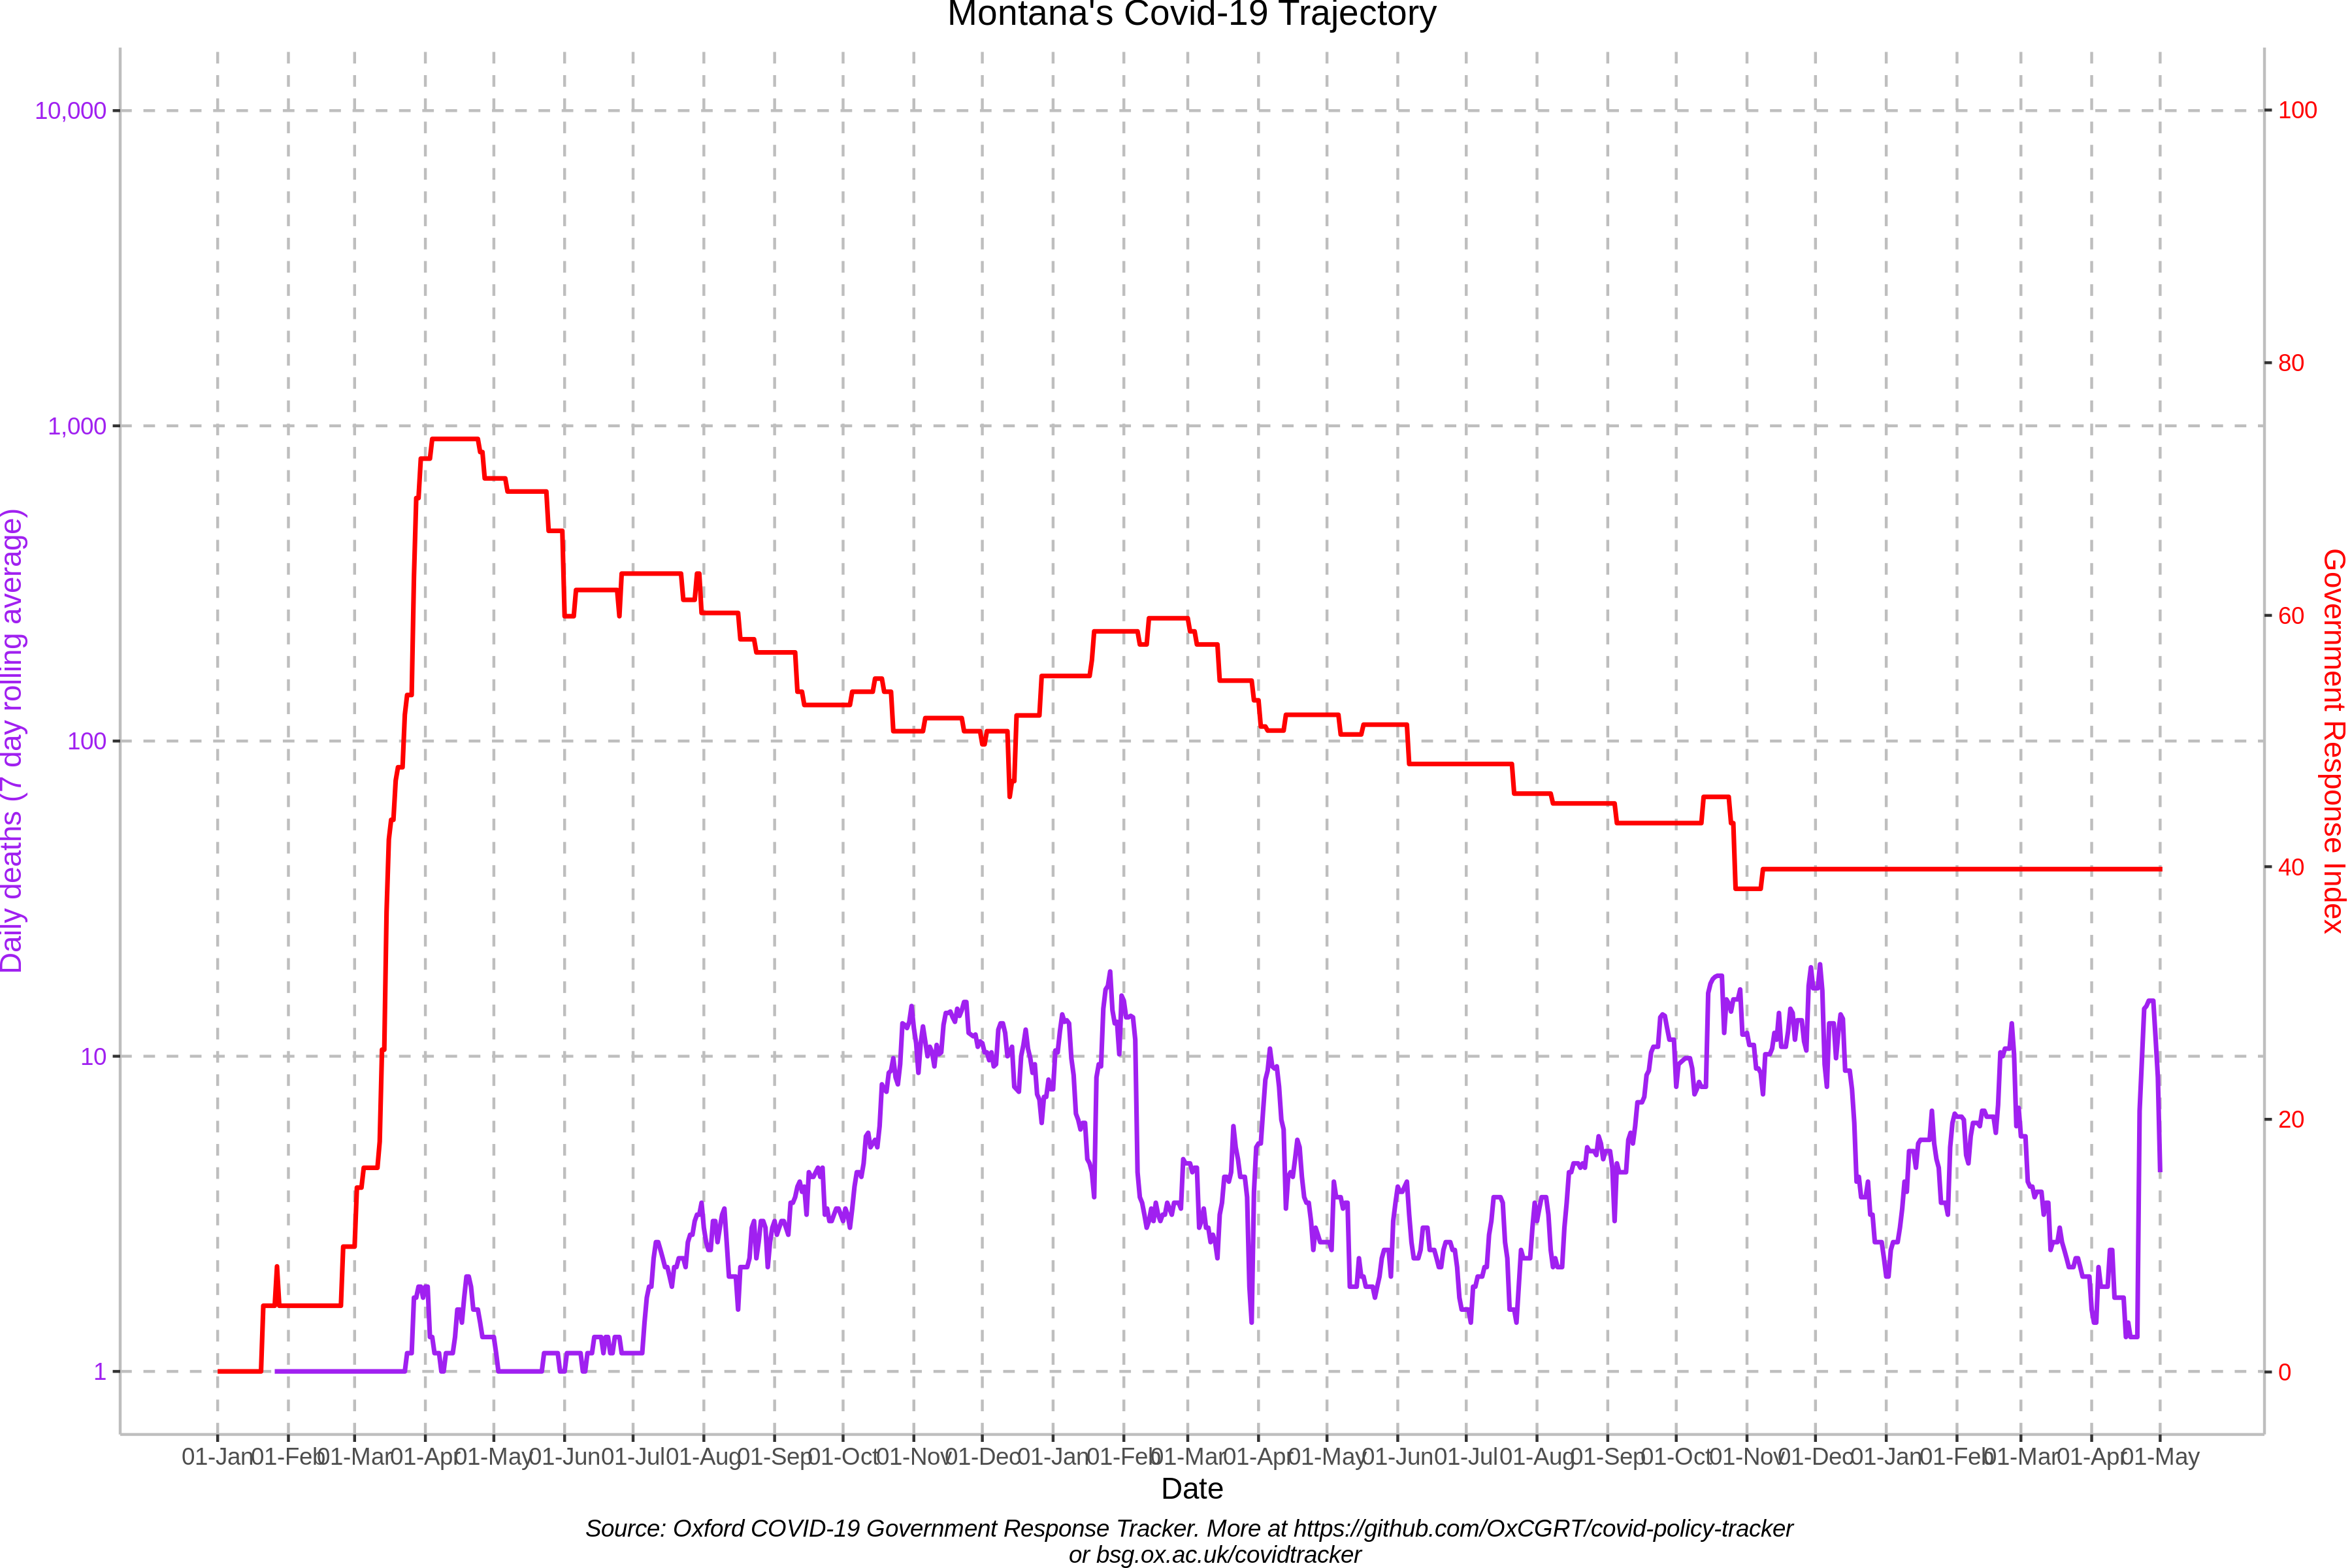 Montana's Covid-19 Trajectory
10,000
1,000
100
10
1
Daily deaths (7 day rolling average)
100
80
60
40
20
0
Government Response Index
01-Jan 01-Feb 01-Mar 01-Apr 01-May 01-Jun 01-Jul 01-Aug 01-Sep 01-Oct 01-Nov 01-Dec 01-Jan 01-Feb 01-Mar 01-Apr 01-May 01-Jun 01-Jul 01-Aug 01-Sep 01-Oct 01-Nov 01-Dec 01-Jan 01-Feb 01-Mar 01-Apr 01-May
Date
Source: Oxford COVID-19 Government Response Tracker. More at https://github.com/OxCGRT/covid-policy-tracker
or bsg.ox.ac.uk/covidtracker